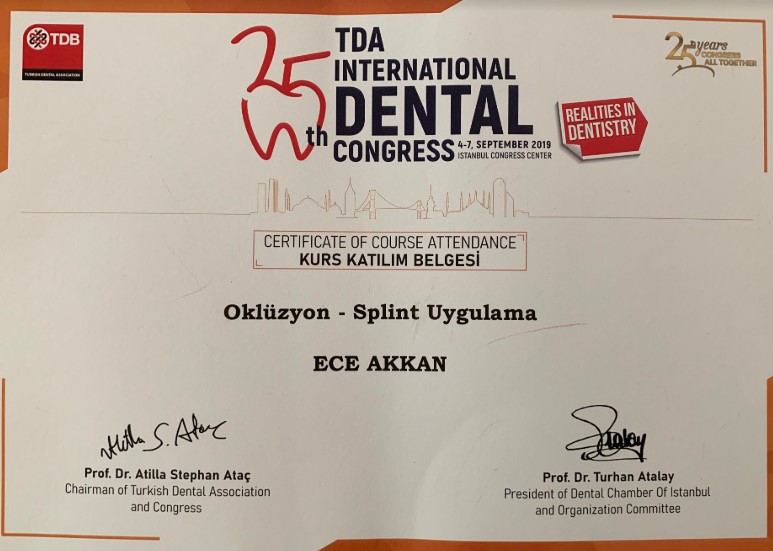 TDB
TURKISH DENTAL ASSOCIATION
25th
TDA
INTERNATIONAL
DENTAL
CONGRESS
4-7, SEPTEMBER 2019
ISTANBUL CONGRESS CENTER
REALITIES IN
DENTISTRY
25 years
CONGRESS
ALL TOGETHER
CERTIFICATE OF COURSE ATTENDANCE
KURS KATILIM BELGESİ
Oklüzyon - Splint Uygulama
ECE AKKAN
Atilla S. Ataç
Prof. Dr. Atilla Stephan Ataç
Chairman of Turkish Dental Association
and Congress
Prof. Dr. Turhan Atalay
President of Dental Chamber Of Istanbul
and Organization Committee